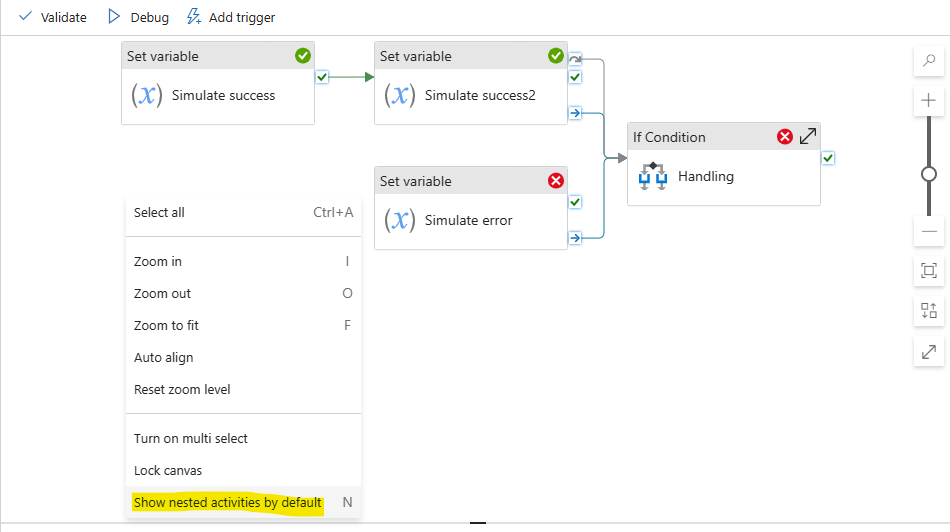 Validate Debug Add trigger
Set variable
(x) Simulate success
Set variable
(x) Simulate success2
If Condition
Handling
Set variable
(x) Simulate error
Select all Ctrl+A
Zoom in I
Zoom out O
Zoom to fit F
Auto align
Reset zoom level
Turn on multi select
Lock canvas
Show nested activities by default N